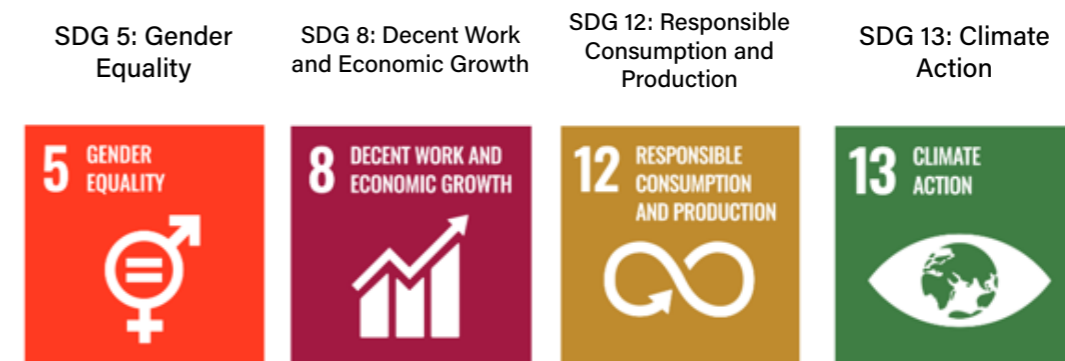 SDG 5: Gender
Equality
SDG 8: Decent Work
and Economic Growth
SDG 12: Responsible
Consumption and
Production
SDG 13: Climate
Action
5 GENDER
EQUALITY
8 DECENT WORK AND
ECONOMIC GROWTH
12 RESPONSIBLE
CONSUMPTION
AND PRODUCTION
13 CLIMATE
ACTION